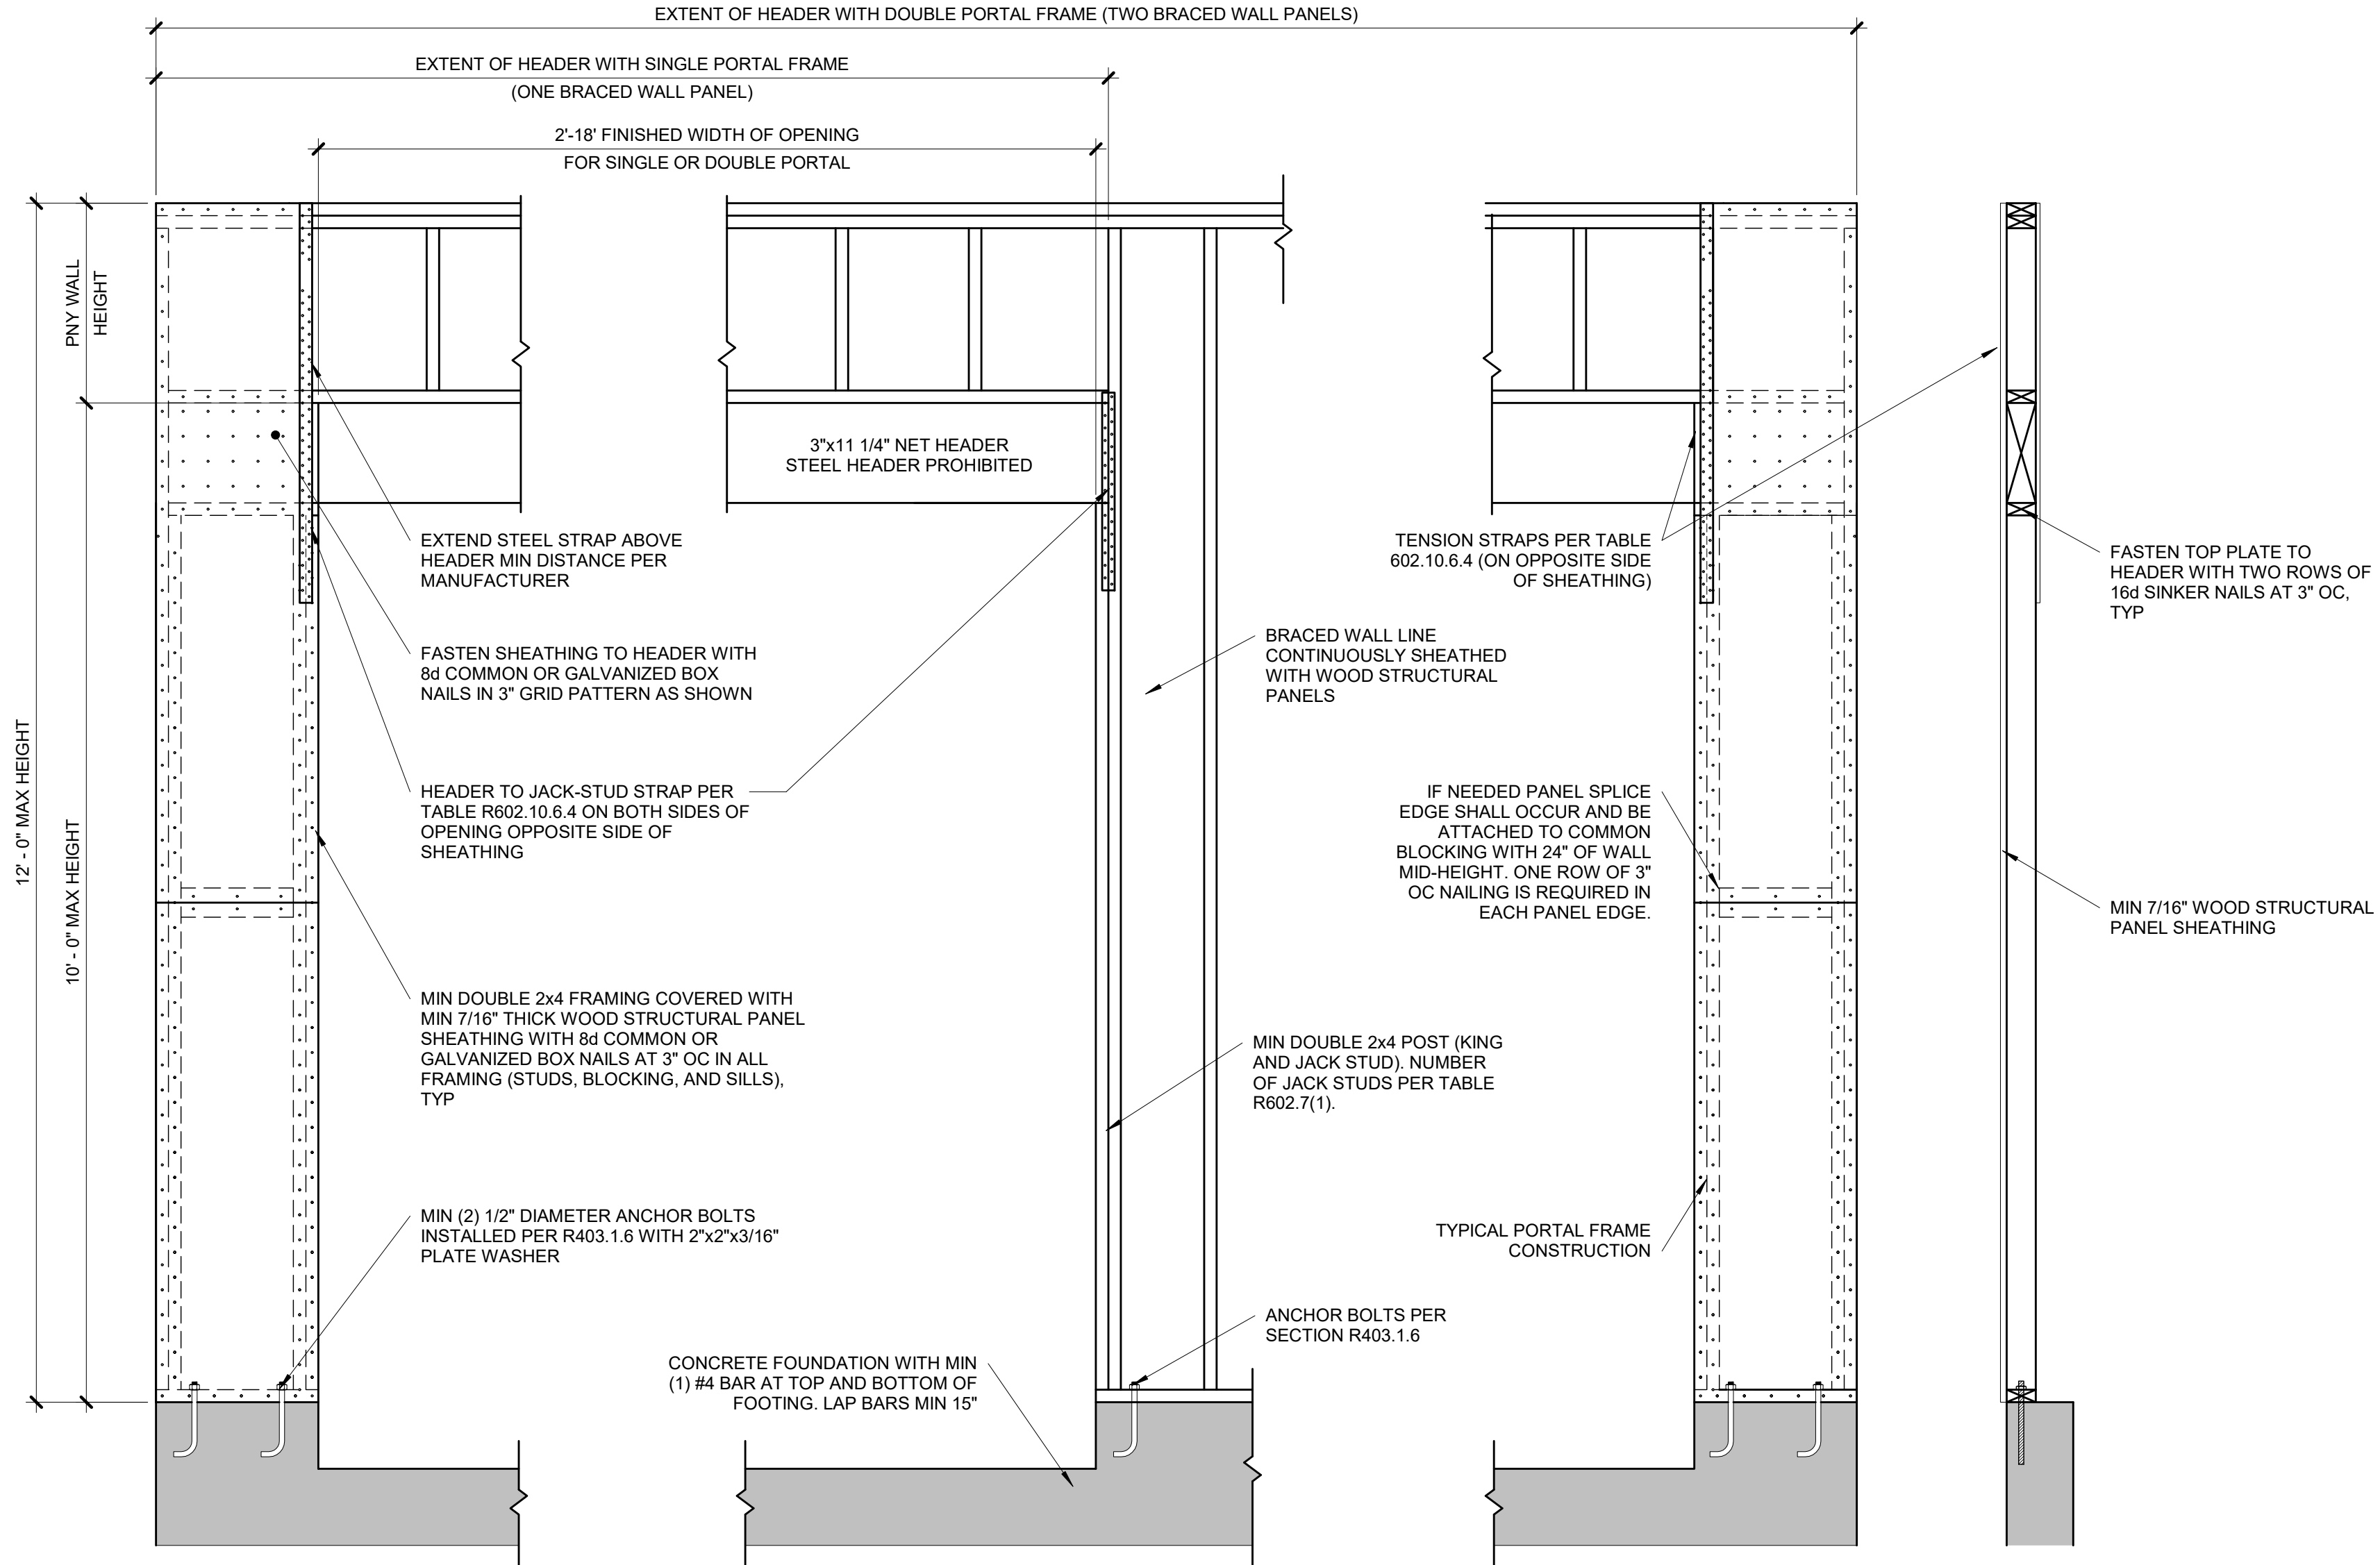 EXTENT OF HEADER WITH DOUBLE PORTAL FRAME (TWO BRACED WALL PANELS)
EXTENT OF HEADER WITH SINGLE PORTAL FRAME
(ONE BRACED WALL PANEL)
2'-18' FINISHED WIDTH OF OPENING
FOR SINGLE OR DOUBLE PORTAL
PNY WALL
HEIGHT
12' - 0" MAX HEIGHT
10' - 0" MAX HEIGHT
3"x11 1/4" NET HEADER
STEEL HEADER PROHIBITED
EXTEND STEEL STRAP ABOVE
HEADER MIN DISTANCE PER
MANUFACTURER
FASTEN SHEATHING TO HEADER WITH
8d COMMON OR GALVANIZED BOX
NAILS IN 3" GRID PATTERN AS SHOWN
HEADER TO JACK-STUD STRAP PER
TABLE R602.10.6.4 ON BOTH SIDES OF
OPENING OPPOSITE SIDE OF
SHEATHING
MIN DOUBLE 2x4 FRAMING COVERED WITH
MIN 7/16" THICK WOOD STRUCTURAL PANEL
SHEATHING WITH 8d COMMON OR
GALVANIZED BOX NAILS AT 3" OC IN ALL
FRAMING (STUDS, BLOCKING, AND SILLS),
TYP
MIN (2) 1/2" DIAMETER ANCHOR BOLTS
INSTALLED PER R403.1.6 WITH 2"x2"x3/16"
PLATE WASHER
CONCRETE FOUNDATION WITH MIN
(1) #4 BAR AT TOP AND BOTTOM OF
FOOTING. LAP BARS MIN 15"
BRACED WALL LINE
CONTINUOUSLY SHEATHED
WITH WOOD STRUCTURAL
PANELS
MIN DOUBLE 2x4 POST (KING
AND JACK STUD). NUMBER
OF JACK STUDS PER TABLE
R602.7(1).
ANCHOR BOLTS PER
SECTION R403.1.6
TENSION STRAPS PER TABLE
602.10.6.4 (ON OPPOSITE SIDE
OF SHEATHING)
IF NEEDED PANEL SPLICE
EDGE SHALL OCCUR AND BE
ATTACHED TO COMMON
BLOCKING WITH 24" OF WALL
MID-HEIGHT. ONE ROW OF 3"
OC NAILING IS REQUIRED IN
EACH PANEL EDGE.
TYPICAL PORTAL FRAME
CONSTRUCTION
FASTEN TOP PLATE TO
HEADER WITH TWO ROWS OF
16d SINKER NAILS AT 3" OC,
TYP
MIN 7/16" WOOD STRUCTURAL
PANEL SHEATHING